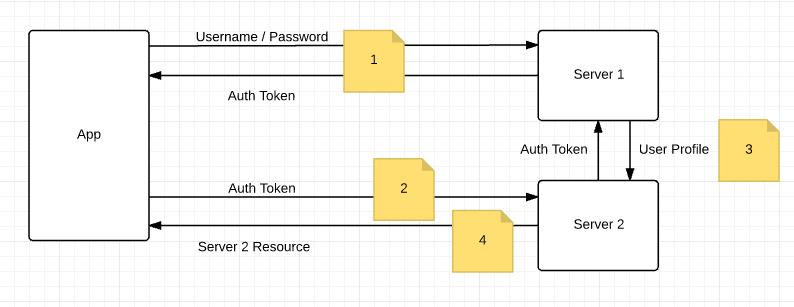 Username / Password
1
Server 1
Auth Token
App
Auth Token
User Profile
3
Auth Token
2
Server 2
4
Server 2 Resource